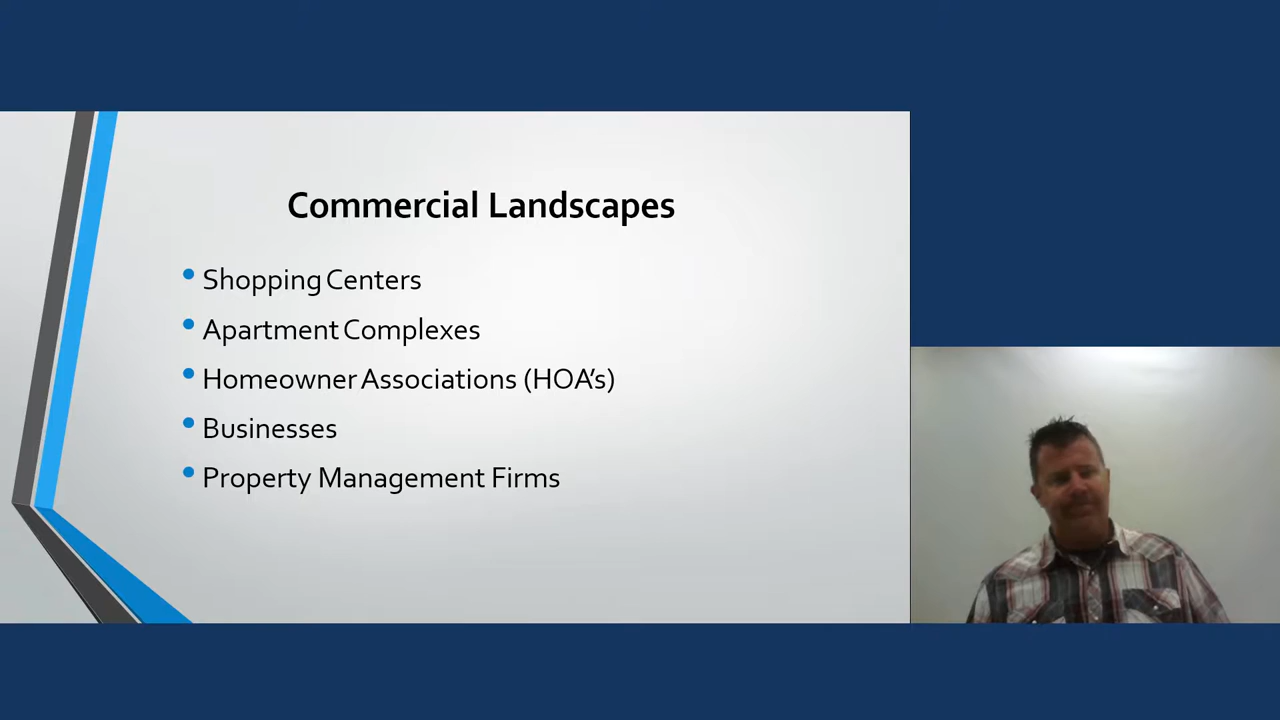 Commercial Landscapes
• Shopping Centers
• Apartment Complexes
• Homeowner Associations (HOA’s)
• Businesses
• Property Management Firms